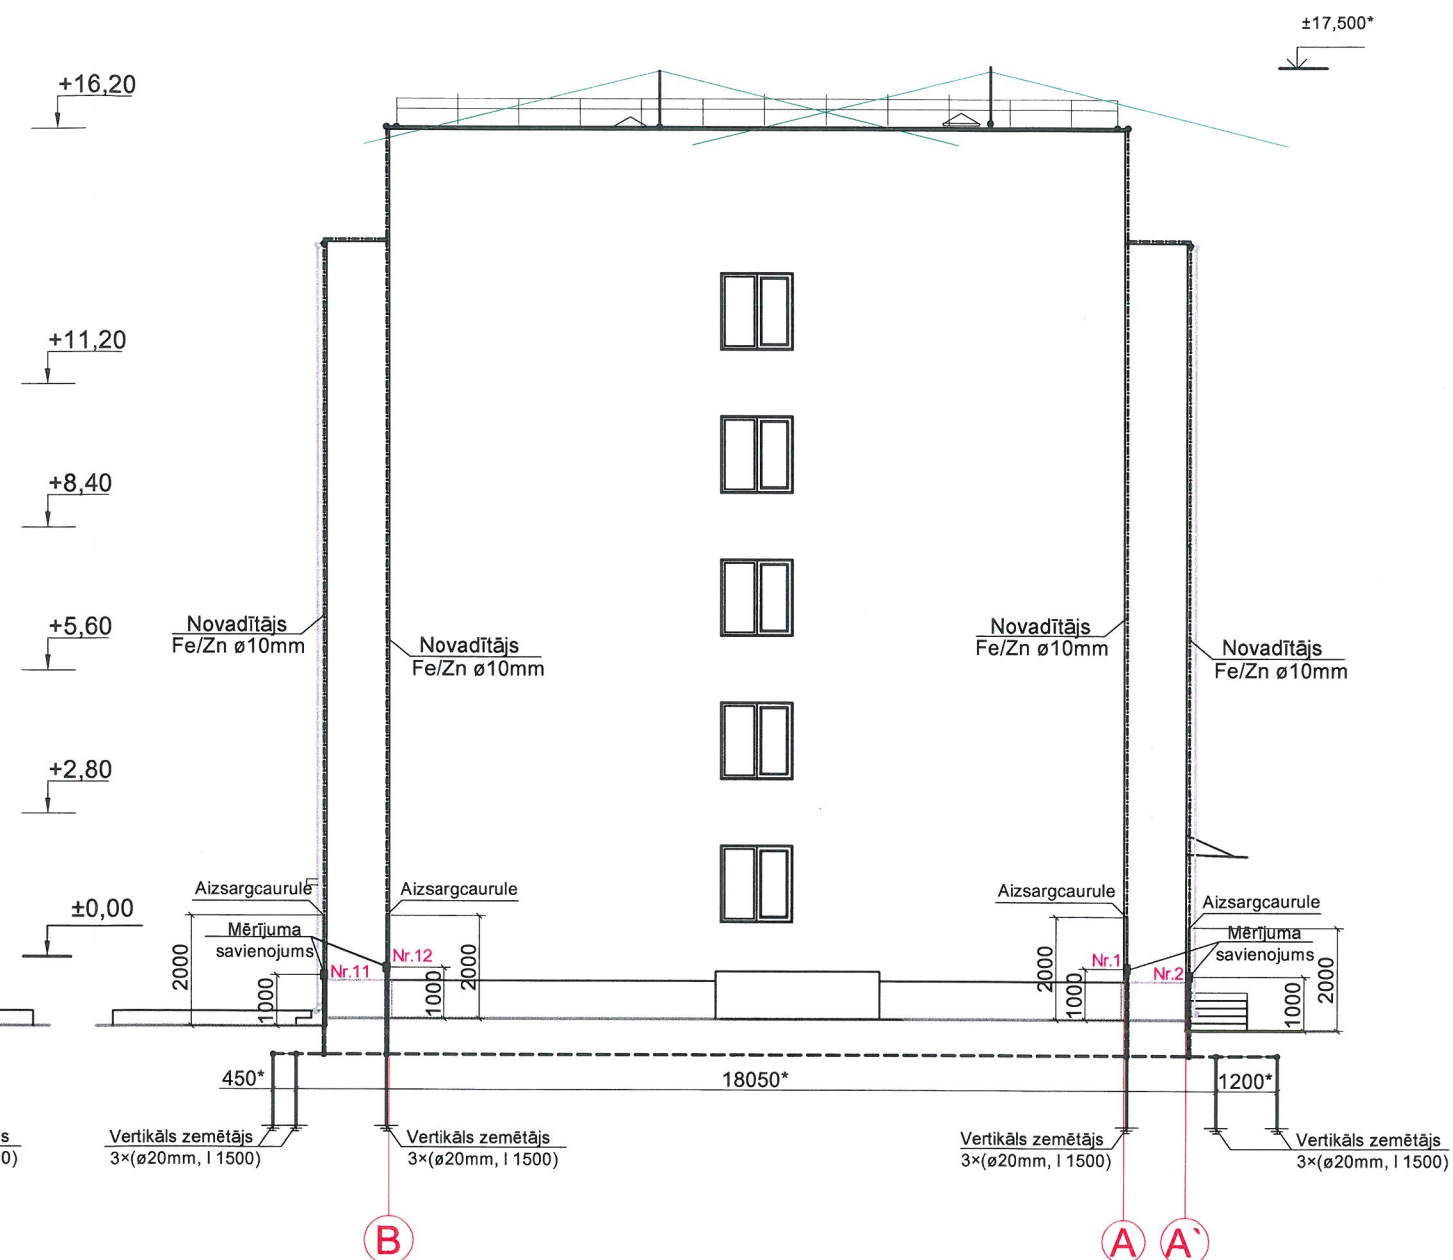 ±17,500*
+16,20
+11,20
+8,40
+5,60
+2,80
±0,00
Novadītājs
Fe/Zn ø10mm
Novadītājs
Fe/Zn ø10mm
Novadītājs
Fe/Zn ø10mm
Novadītājs
Fe/Zn ø10mm
Aizsargcaurule
Aizsargcaurule
Aizsargcaurule
Aizsargcaurule
Mērījuma
savienojums
Mērījuma
savienojums
Nr.11
Nr.12
Nr.1
Nr.2
2000
1000
1000
2000
2000
1000
1000
2000
450*
18050*
1200*
s
0)
Vertikāls zemētājs
3×(ø20mm, l 1500)
Vertikāls zemētājs
3×(ø20mm, l 1500)
Vertikāls zemētājs
3×(ø20mm, l 1500)
Vertikāls zemētājs
3×(ø20mm, l 1500)
B
A
A`